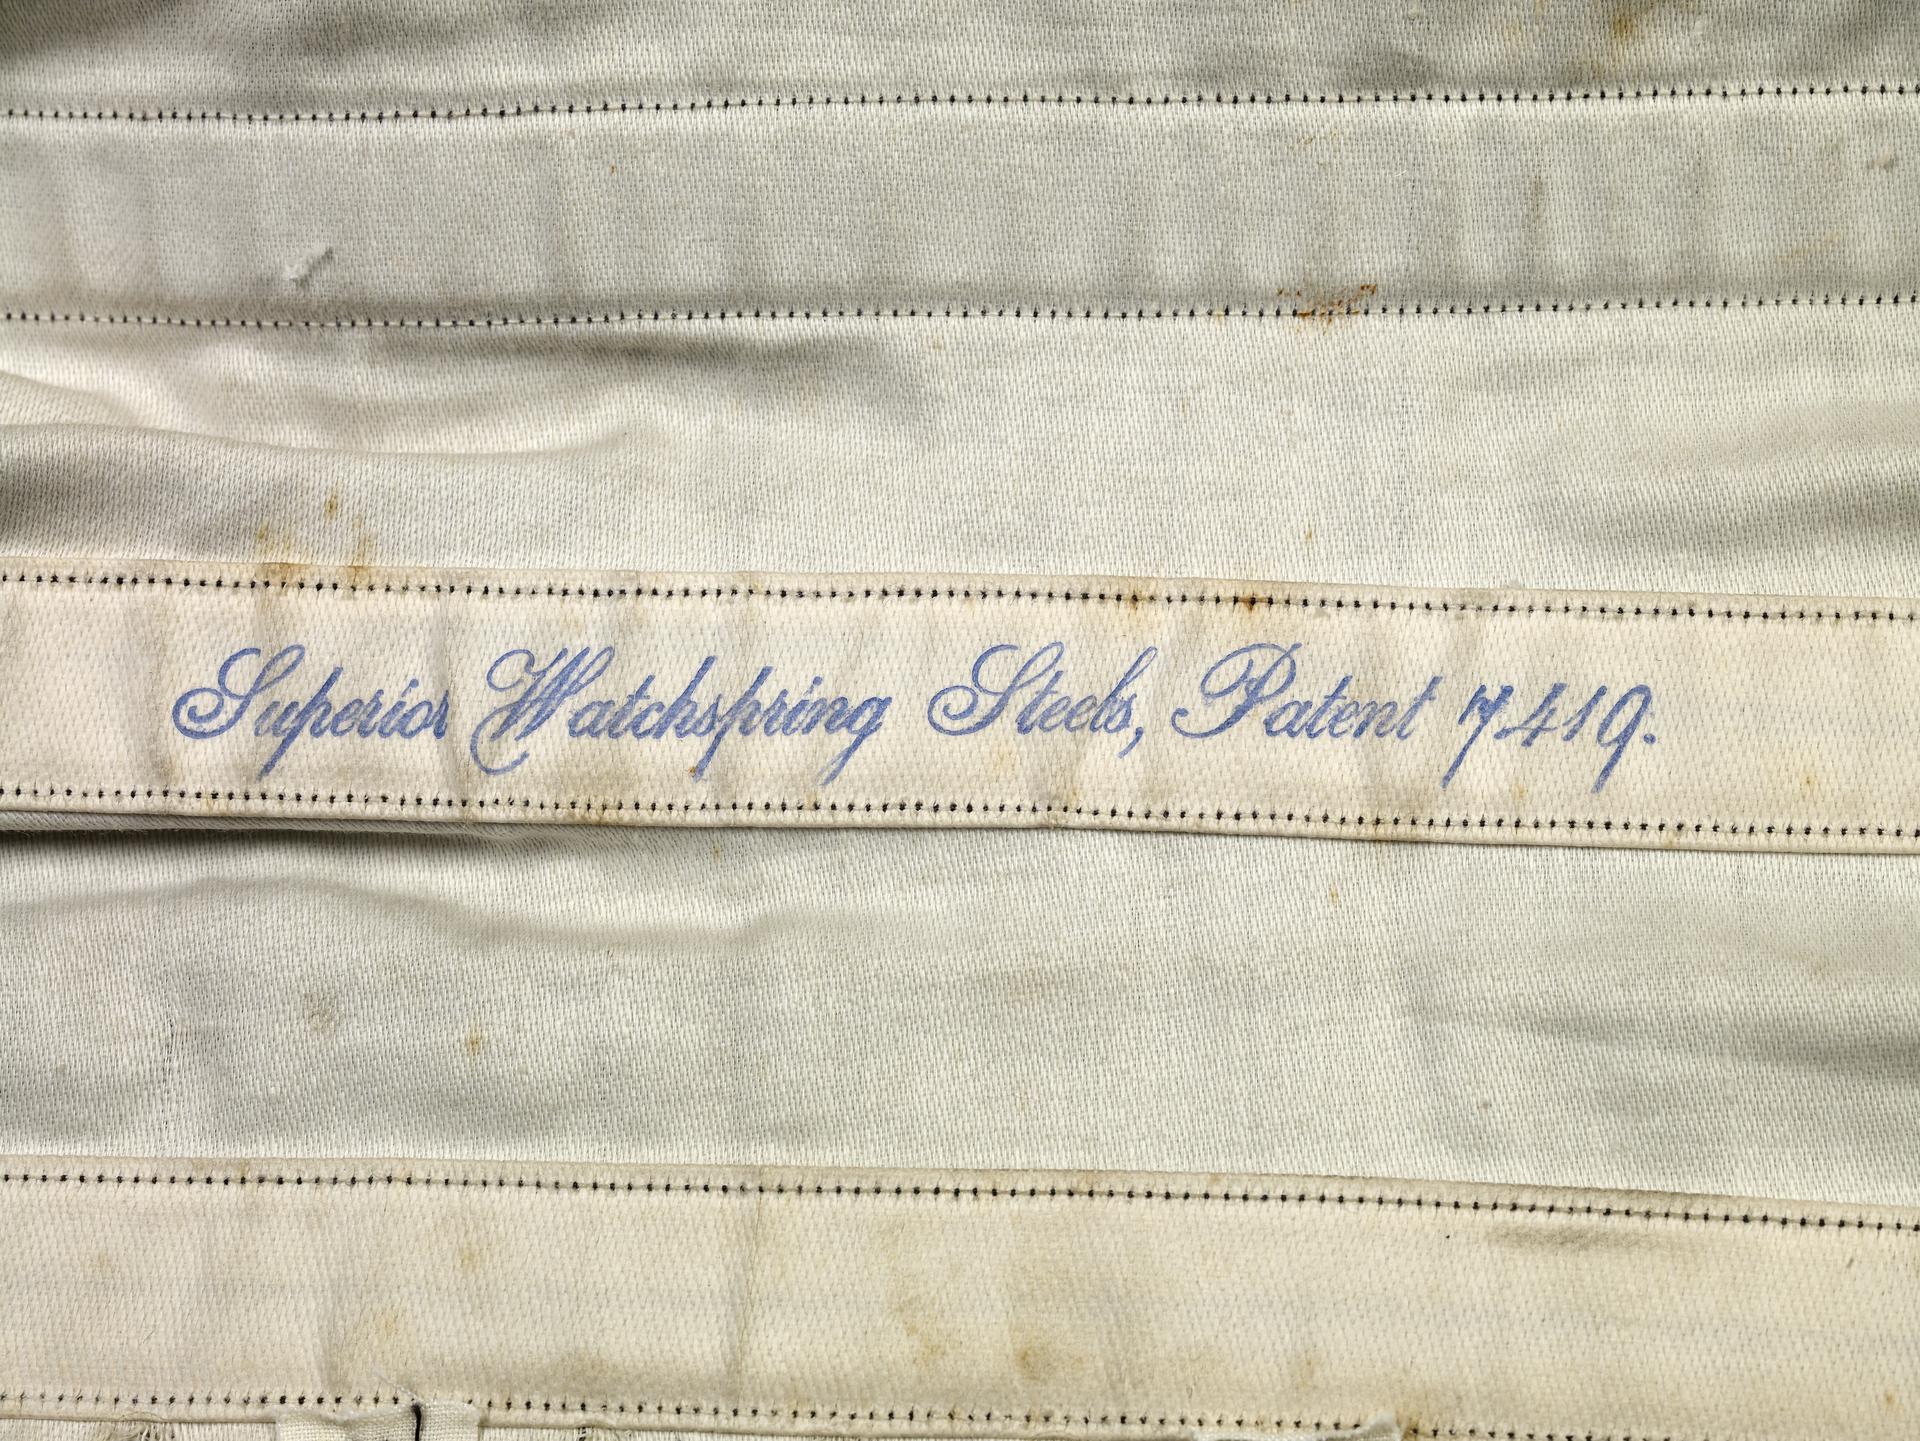 Superior Watchspring Steels, Patent 7419.